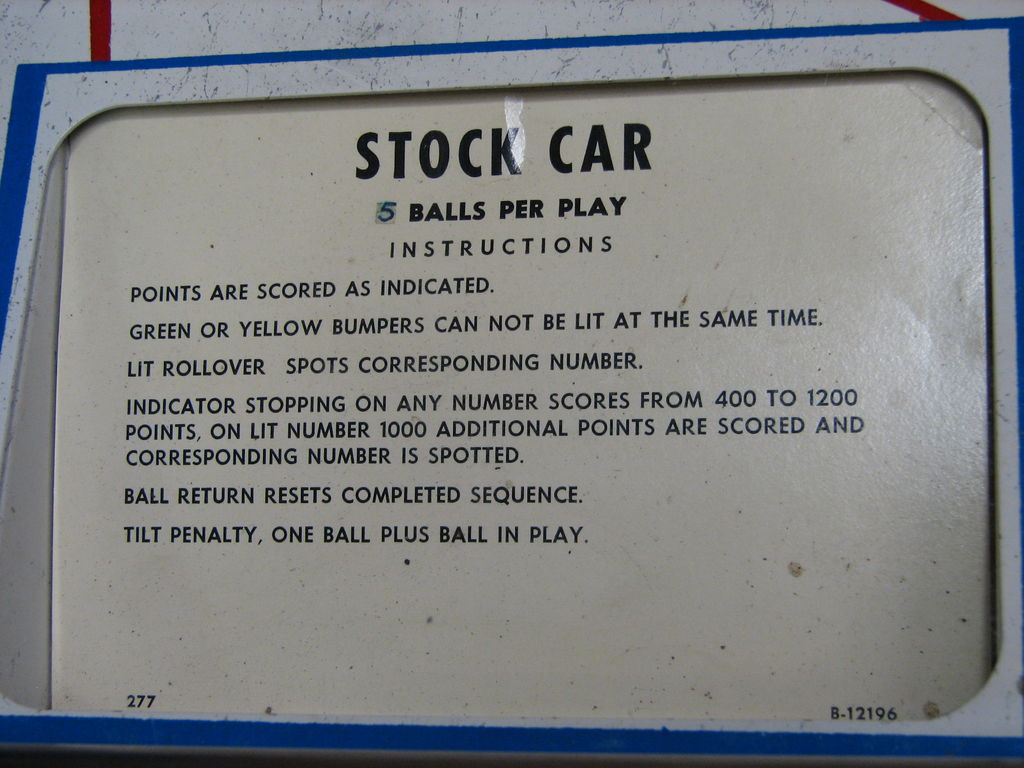 STOCK CAR
5 BALLS PER PLAY
INSTRUCTIONS
POINTS ARE SCORED AS INDICATED.
GREEN OR YELLOW BUMPERS CAN NOT BE LIT AT THE SAME TIME.
LIT ROLLOVER SPOTS CORRESPONDING NUMBER.
INDICATOR STOPPING ON ANY NUMBER SCORES FROM 400 TO 1200
POINTS, ON LIT NUMBER 1000 ADDITIONAL POINTS ARE SCORED AND
CORRESPONDING NUMBER IS SPOTTED.
BALL RETURN RESETS COMPLETED SEQUENCE.
TILT PENALTY, ONE BALL PLUS BALL IN PLAY.
277
B-12196